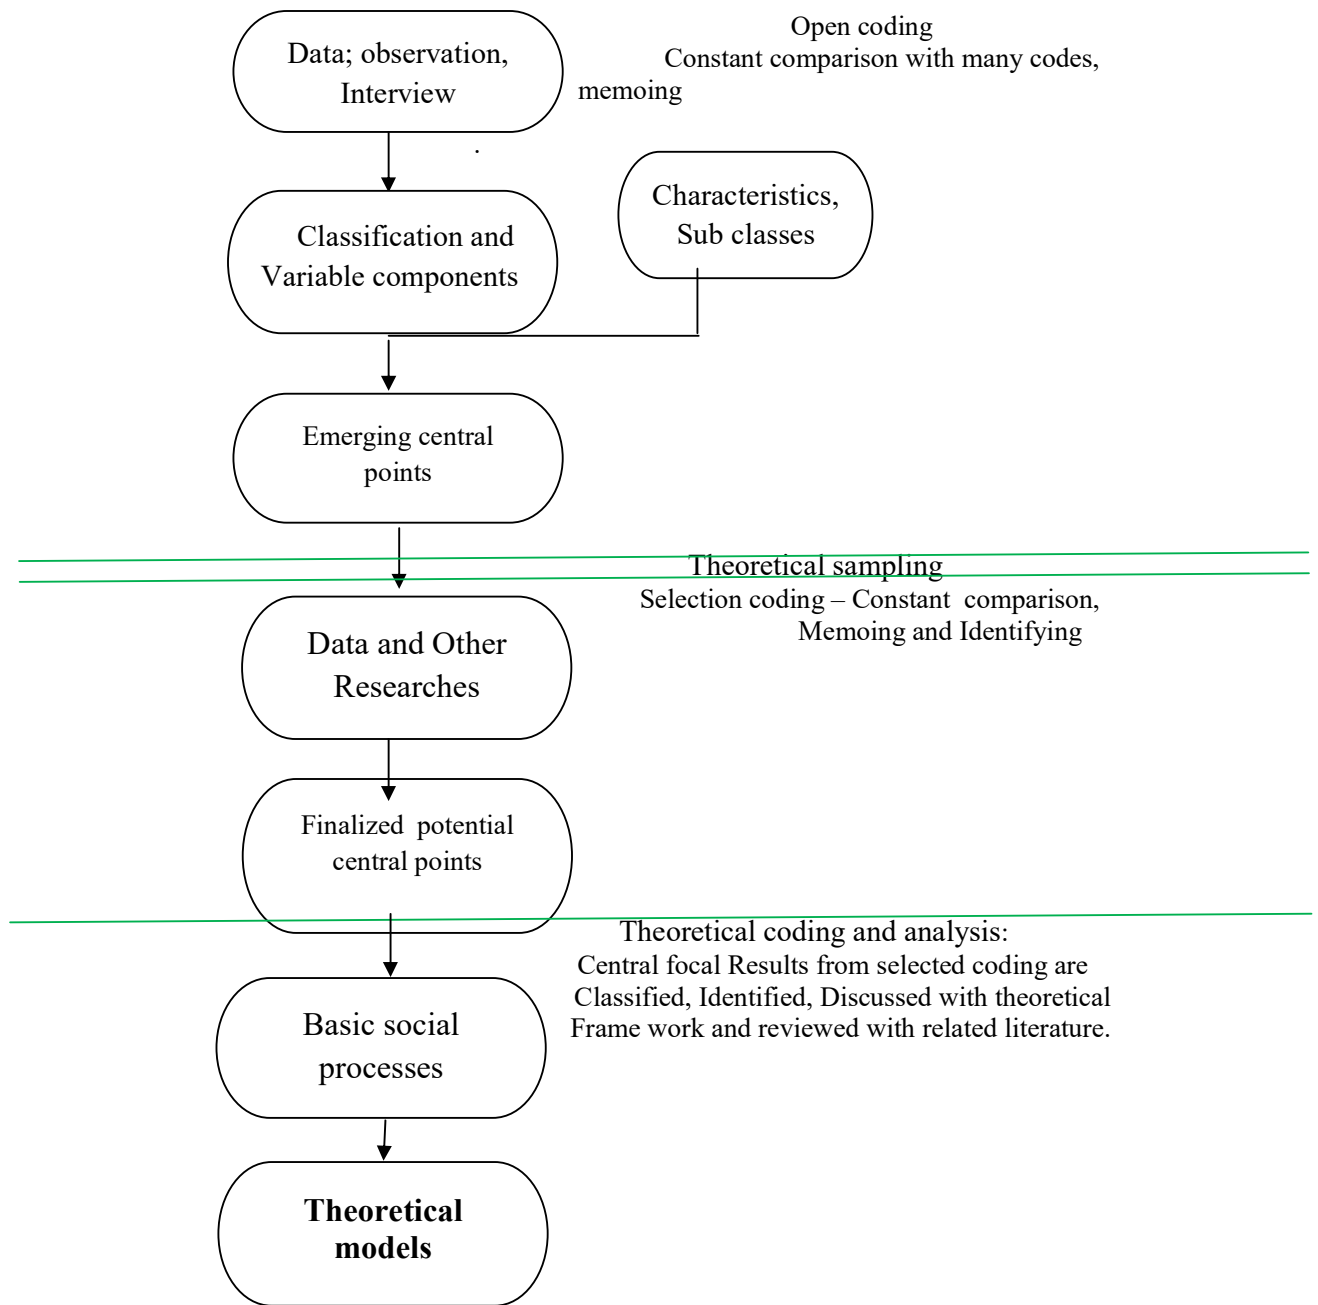 Data; observation,
Interview
Open coding
Constant comparison with many codes,
memoing
.
Characteristics,
Sub classes
Classification and
Variable components
Emerging central
points
Theoretical sampling
Selection coding – Constant comparison,
Memoing and Identifying
Data and Other
Researches
Finalized potential
central points
Theoretical coding and analysis:
Central focal Results from selected coding are
Classified, Identified, Discussed with theoretical
Frame work and reviewed with related literature.
Basic social
processes
Theoretical
models